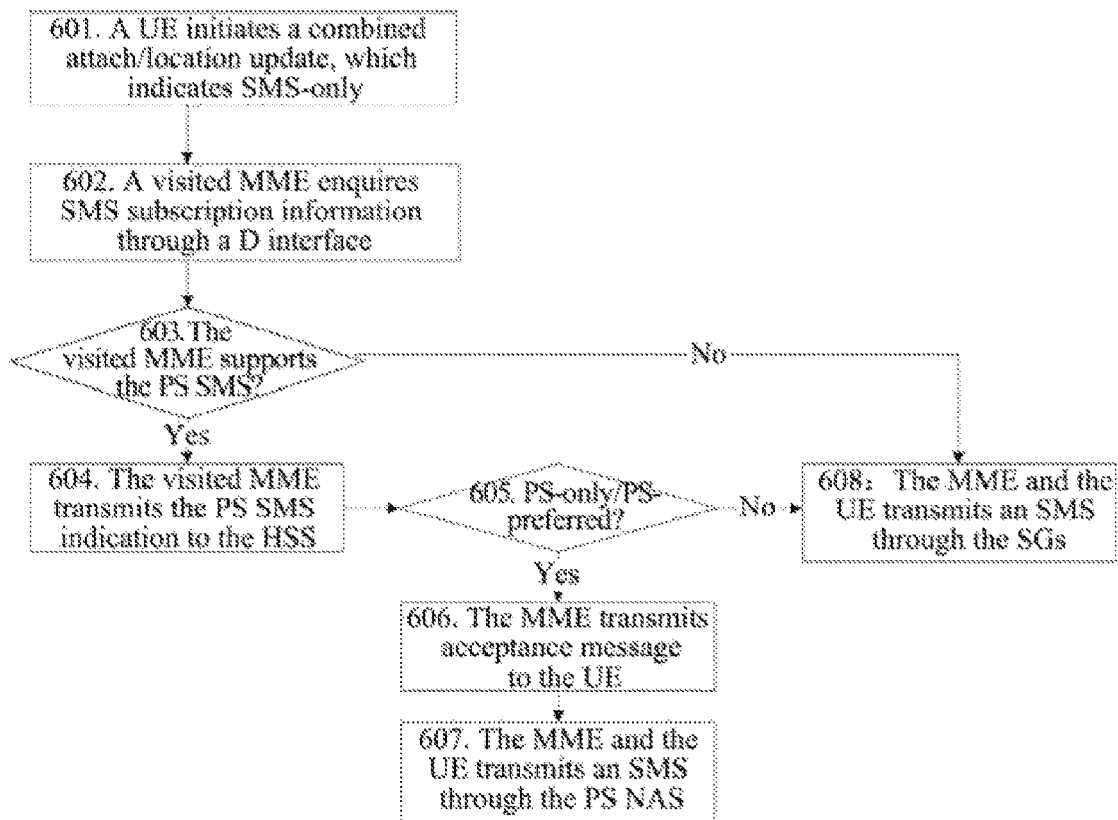 601. A UE initiates a combined
attach/location update, which
indicates SMS-only
602. A visited MME enquires
SMS subscription information
through a D interface
603. The
visited MME supports
the PS SMS?
No
Yes
604. The visited MME
transmits the PS SMS
indication to the HSS
605. PS-only/PS-
preferred?
No
608： The MME and the
UE transmits an SMS
through the SGs
Yes
606. The MME transmits
acceptance message
to the UE
607. The MME and the
UE transmits an SMS
through the PS NAS